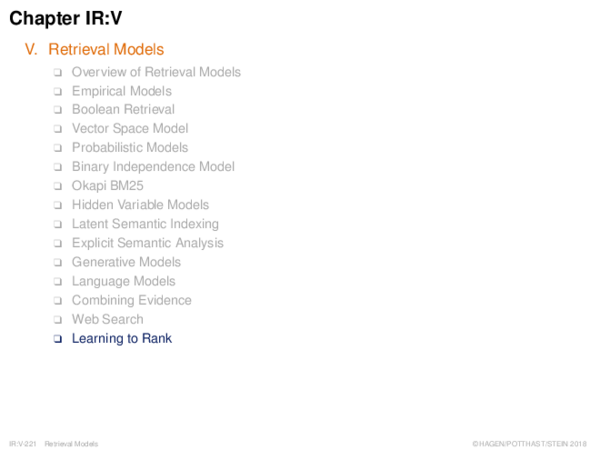 Chapter IR:V
V. Retrieval Models
❑ Overview of Retrieval Models
❑ Empirical Models
❑ Boolean Retrieval
❑ Vector Space Model
❑ Probabilistic Models
❑ Binary Independence Model
❑ Okapi BM25
❑ Hidden Variable Models
❑ Latent Semantic Indexing
❑ Explicit Semantic Analysis
❑ Generative Models
❑ Language Models
❑ Combining Evidence
❑ Web Search
❑ Learning to Rank
IR:V-221 Retrieval Models ©HAGEN/POTTHAST/STEIN 2018